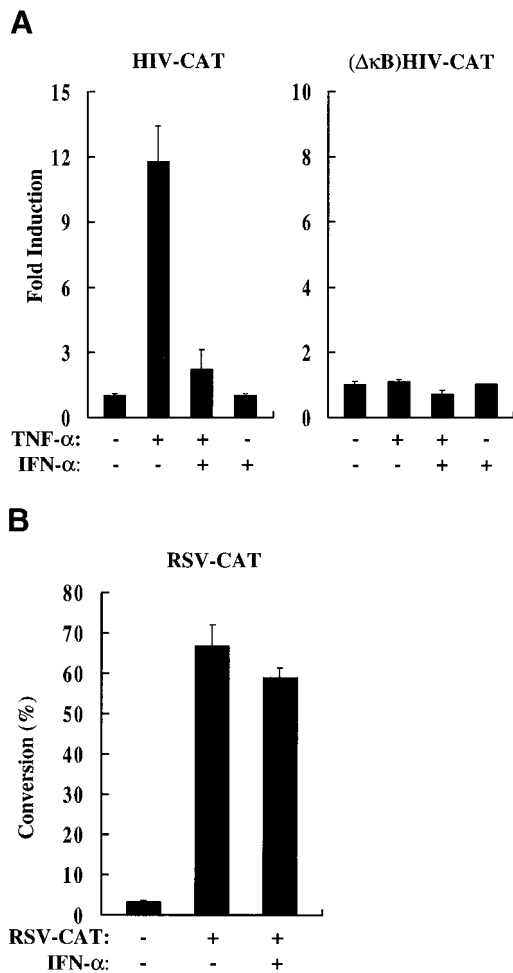 A
HIV-CAT
(ΔκB)HIV-CAT
Fold Induction
15
12
9
6
3
0
10
8
6
4
2
0
TNF-α: - + + - - + + -
IFN-α: - - + + - - + +
B
RSV-CAT
Conversion (%)
80
70
60
50
40
30
20
10
0
RSV-CAT: - + +
IFN-α: - - +